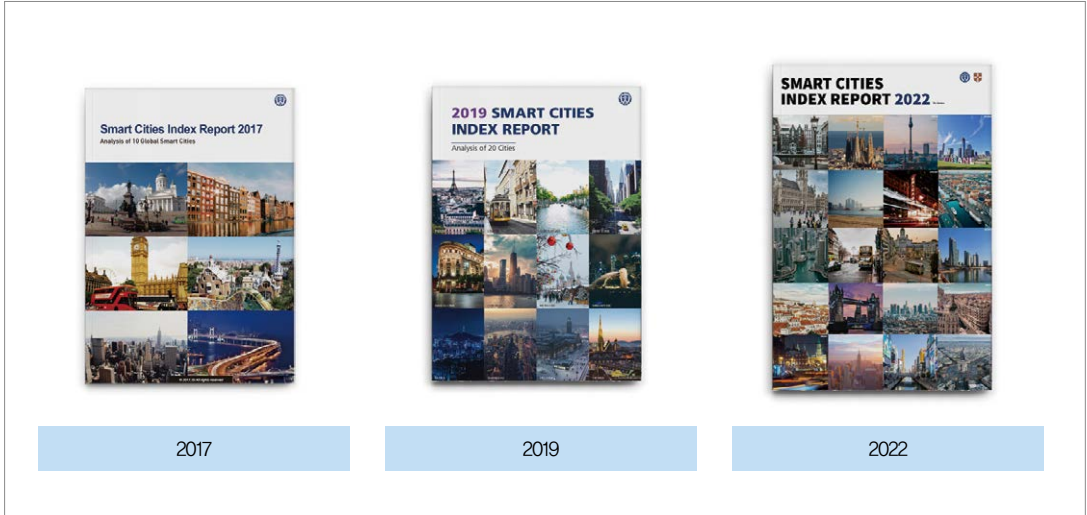 Smart Cities Index Report 2017
Analysis of 10 Global Smart Cities
2019 SMART CITIES
INDEX REPORT
Analysis of 20 Cities
SMART CITIES
INDEX REPORT 2022
2017
2019
2022